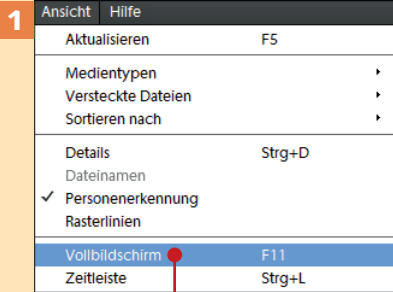 1
Ansicht Hilfe
Aktualisieren F5
Medientypen
Versteckte Dateien
Sortieren nach
Details Strg+D
Dateinamen
✓ Personenerkennung
Rasterlinien
Vollbildschirm F11
Zeitleiste Strg+L